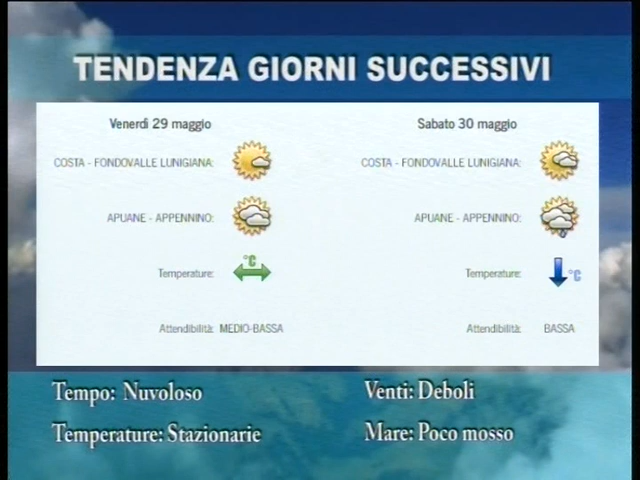 TENDENZA GIORNI SUCCESSIVI
Venerdì 29 maggio
COSTA - FONDOVALLE LUNIGIANA:
APUANE - APPENNINO:
Temperature: °C
Attendibilità: MEDIO-BASSA
Sabato 30 maggio
COSTA - FONDOVALLE LUNIGIANA:
APUANE - APPENNINO:
Temperature: °C
Attendibilità: BASSA
Tempo: Nuvoloso
Venti: Deboli
Temperature: Stazionarie
Mare: Poco mosso